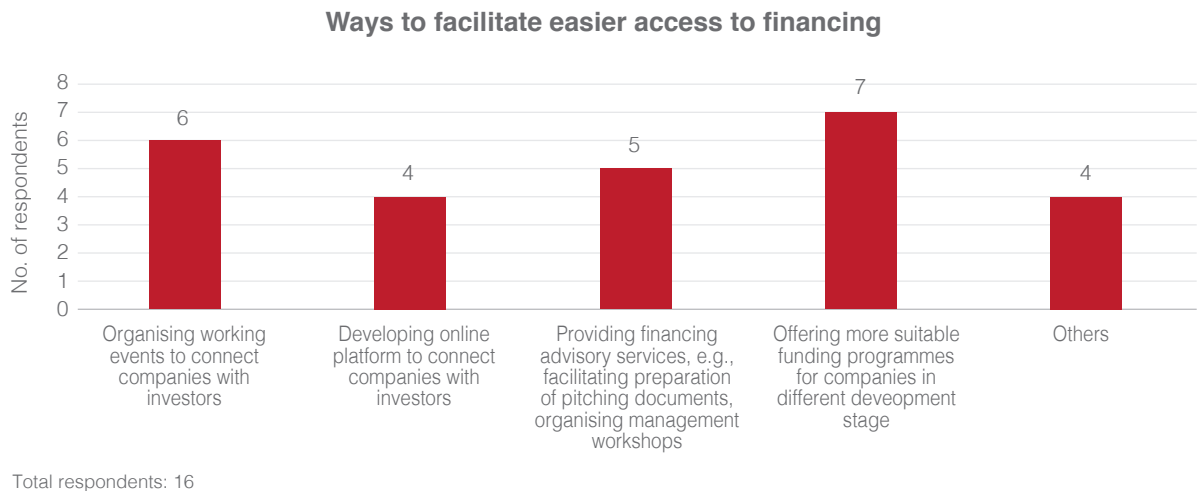 Ways to facilitate easier access to financing
No. of respondents
8
7
6
5
4
3
2
1
0
6
4
5
7
4
Organising working
events to connect
companies with
investors
Developing online
platform to connect
companies with
investors
Providing financing
advisory services, e.g.,
facilitating preparation
of pitching documents,
organising management
workshops
Offering more suitable
funding programmes
for companies in
different deveopment
stage
Others
Total respondents: 16